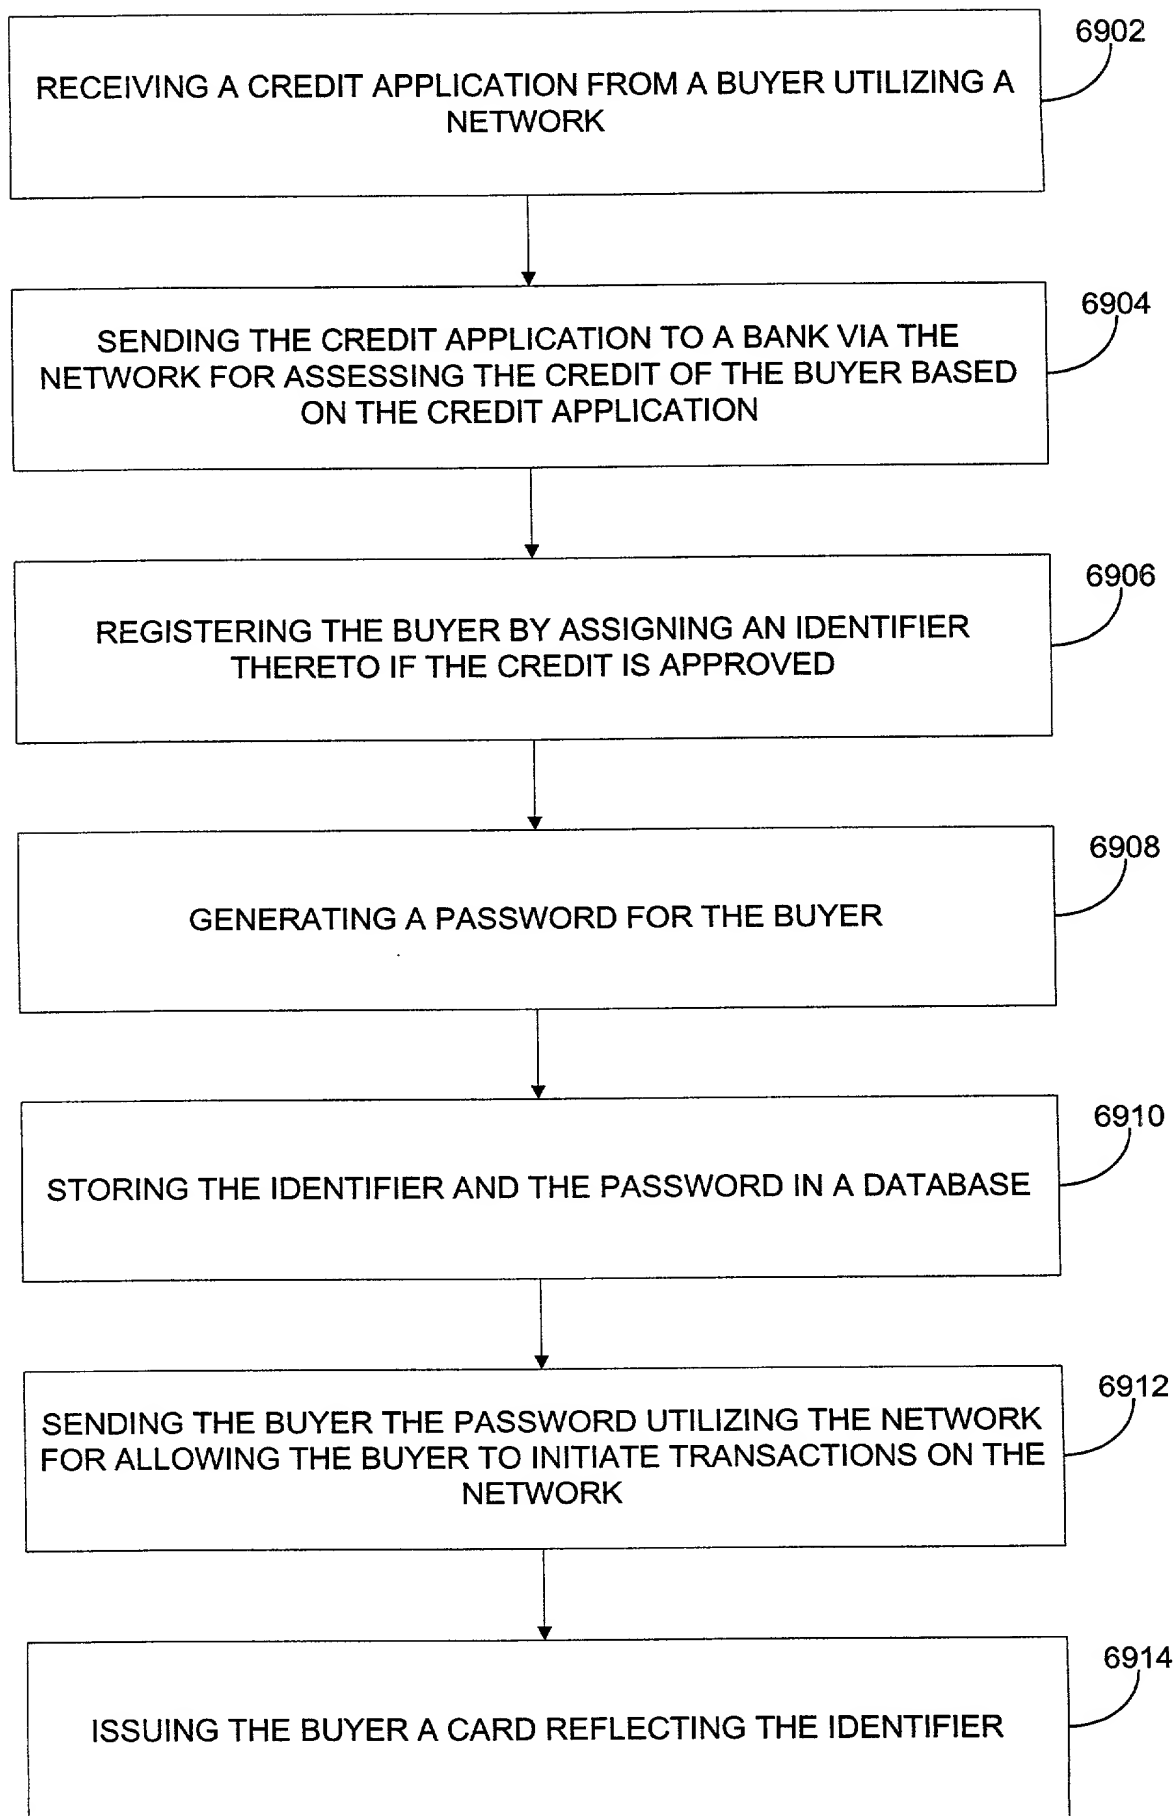 6902
RECEIVING A CREDIT APPLICATION FROM A BUYER UTILIZING A
NETWORK
6904
SENDING THE CREDIT APPLICATION TO A BANK VIA THE
NETWORK FOR ASSESSING THE CREDIT OF THE BUYER BASED
ON THE CREDIT APPLICATION
6906
REGISTERING THE BUYER BY ASSIGNING AN IDENTIFIER
THERETO IF THE CREDIT IS APPROVED
6908
GENERATING A PASSWORD FOR THE BUYER
6910
STORING THE IDENTIFIER AND THE PASSWORD IN A DATABASE
6912
SENDING THE BUYER THE PASSWORD UTILIZING THE NETWORK
FOR ALLOWING THE BUYER TO INITIATE TRANSACTIONS ON THE
NETWORK
6914
ISSUING THE BUYER A CARD REFLECTING THE IDENTIFIER